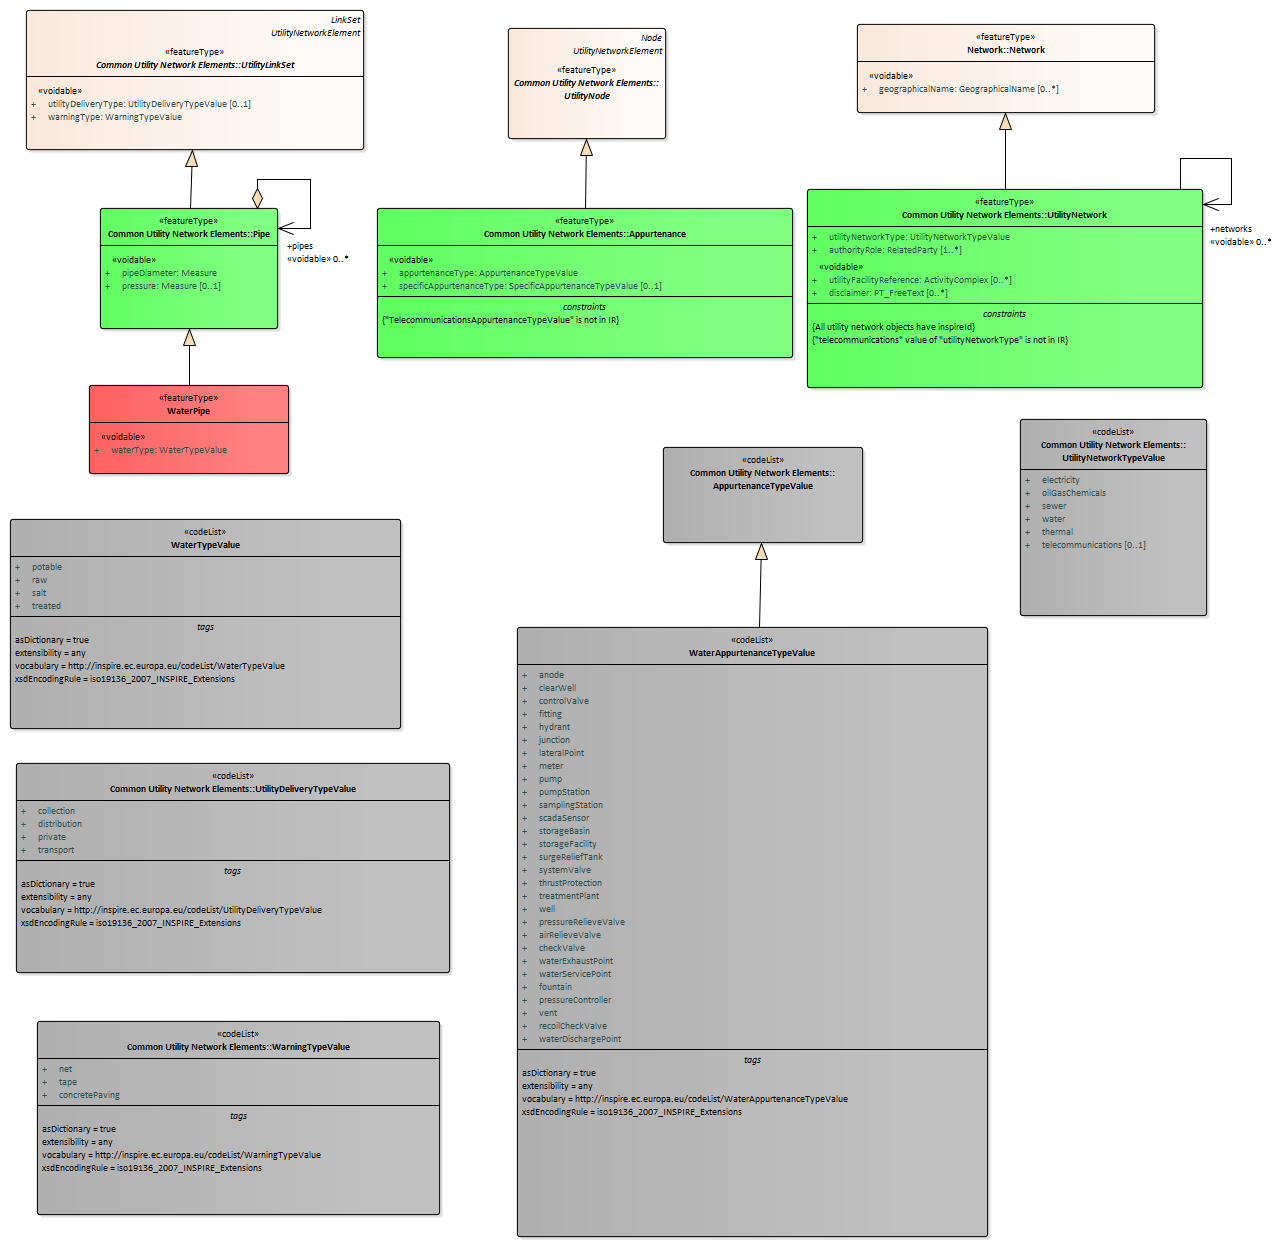 LinkSet
UtilityNetworkElement
«featureType»
Common Utility Network Elements::UtilityLinkSet
«voidable»
+ utilityDeliveryType: UtilityDeliveryTypeValue [0..1]
+ warningType: WarningTypeValue
Node
UtilityNetworkElement
«featureType»
Common Utility Network Elements::
UtilityNode
«featureType»
Network::Network
«voidable»
+ geographicalName: GeographicalName [0..*]
«featureType»
Common Utility Network Elements::Pipe
«voidable»
+ pipeDiameter: Measure
+ pressure: Measure [0..1]
+pipes
«voidable» 0..*
«featureType»
Common Utility Network Elements::Appurtenance
«voidable»
+ appurtenanceType: AppurtenanceTypeValue
+ specificAppurtenanceType: SpecificAppurtenanceTypeValue [0..1]
constraints
{"TelecommunicationsAppurtenanceTypeValue" is not in IR}
«featureType»
Common Utility Network Elements::UtilityNetwork
+ utilityNetworkType: UtilityNetworkTypeValue
+ authorityRole: RelatedParty [1..*]
«voidable»
+ utilityFacilityReference: ActivityComplex [0..*]
+ disclaimer: PT_FreeText [0..*]
constraints
{All utility network objects have inspireId}
{"telecommunications" value of "utilityNetworkType" is not in IR}
+networks
«voidable» 0..*
«featureType»
WaterPipe
«voidable»
+ waterType: WaterTypeValue
«codeList»
Common Utility Network Elements::
AppurtenanceTypeValue
«codeList»
Common Utility Network Elements::
UtilityNetworkTypeValue
+ electricity
+ oilGasChemicals
+ sewer
+ water
+ thermal
+ telecommunications [0..1]
«codeList»
WaterTypeValue
+ potable
+ raw
+ salt
+ treated
tags
asDictionary = true
extensibility = any
vocabulary = http://inspire.ec.europa.eu/codeList/WaterTypeValue
xsdEncodingRule = iso19136_2007_INSPIRE_Extensions
«codeList»
Common Utility Network Elements::UtilityDeliveryTypeValue
+ collection
+ distribution
+ private
+ transport
tags
asDictionary = true
extensibility = any
vocabulary = http://inspire.ec.europa.eu/codeList/UtilityDeliveryTypeValue
xsdEncodingRule = iso19136_2007_INSPIRE_Extensions
«codeList»
Common Utility Network Elements::WarningTypeValue
+ net
+ tape
+ concretePaving
tags
asDictionary = true
extensibility = any
vocabulary = http://inspire.ec.europa.eu/codeList/WarningTypeValue
xsdEncodingRule = iso19136_2007_INSPIRE_Extensions
«codeList»
WaterAppurtenanceTypeValue
+ anode
+ clearWell
+ controlValve
+ fitting
+ hydrant
+ junction
+ lateralPoint
+ meter
+ pump
+ pumpStation
+ samplingStation
+ scadaSensor
+ storageBasin
+ storageFacility
+ surgeReliefTank
+ systemValve
+ thrustProtection
+ treatmentPlant
+ well
+ pressureRelieveValve
+ airRelieveValve
+ checkValve
+ waterExhaustPoint
+ waterServicePoint
+ fountain
+ pressureController
+ vent
+ recoilCheckValve
+ waterDischargePoint
tags
asDictionary = true
extensibility = any
vocabulary = http://inspire.ec.europa.eu/codeList/WaterAppurtenanceTypeValue
xsdEncodingRule = iso19136_2007_INSPIRE_Extensions